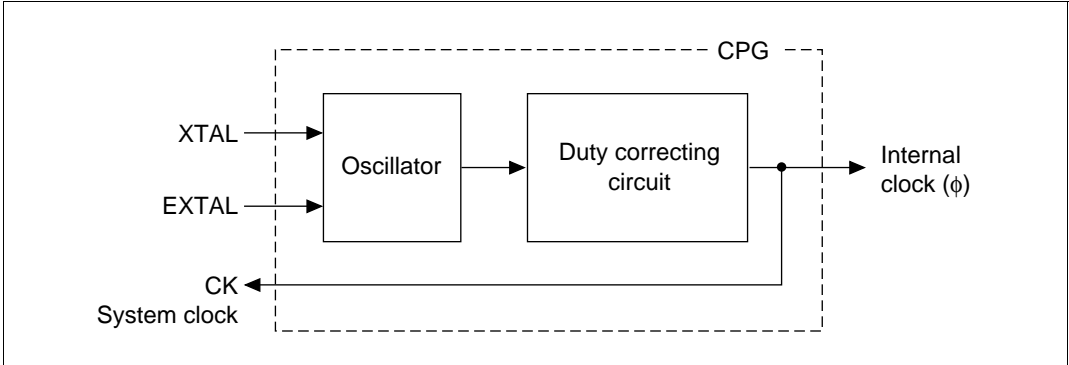 CPG
XTAL
Oscillator
Duty correcting
circuit
Internal
clock (ϕ)
EXTAL
CK
System clock